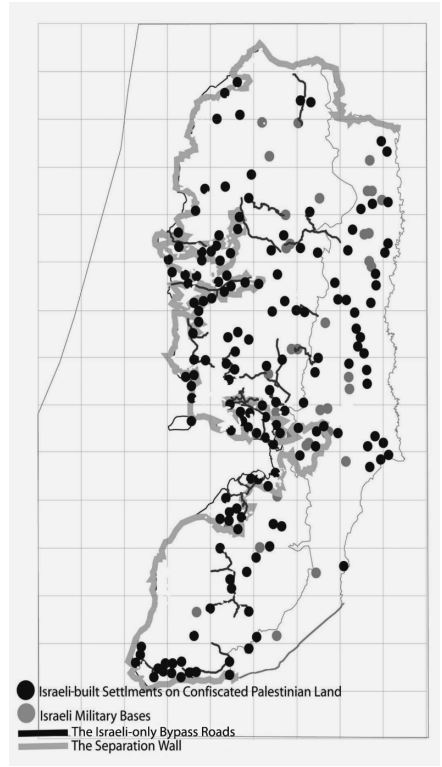 Israeli-built Settlments on Confiscated Palestinian Land
Israeli Military Bases
The Israeli-only Bypass Roads
The Separation Wall